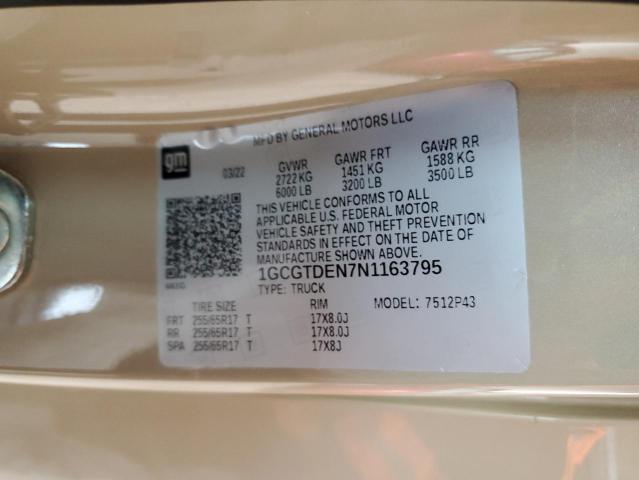 MFD BY GENERAL MOTORS LLC
gm
03/22
GVWR GAWR FRT GAWR RR
2722 KG 1451 KG 1588 KG
6000 LB 3200 LB 3500 LB
THIS VEHICLE CONFORMS TO ALL
APPLICABLE U.S. FEDERAL MOTOR
VEHICLE SAFETY AND THEFT PREVENTION
STANDARDS IN EFFECT ON THE DATE OF
MANUFACTURE SHOWN ABOVE.
1GCGTDEN7N1163795
TYPE: TRUCK
TIRE SIZE RIM MODEL: 7512P43
FRT 255/65R17 T 17X8.0J
RR 255/65R17 T 17X8.0J
SPA 255/65R17 T 17X8J